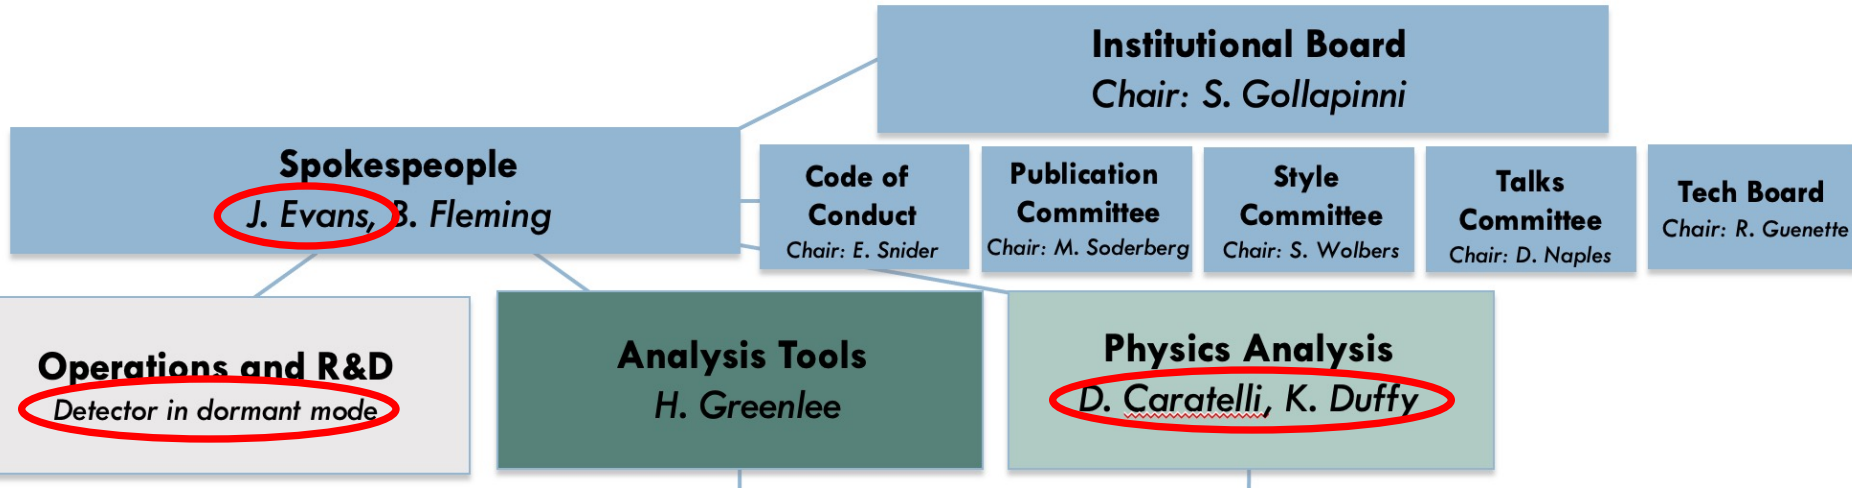 Institutional Board
Chair: S. Gollapinni
Spokespeople
J. Evans, B. Fleming
Code of
Conduct
Chair: E. Snider
Publication
Committee
Chair: M. Soderberg
Style
Committee
Chair: S. Wolbers
Talks
Committee
Chair: D. Naples
Tech Board
Chair: R. Guenette
Operations and R&D
Detector in dormant mode
Analysis Tools
H. Greenlee
Physics Analysis
D. Caratelli, K. Duffy